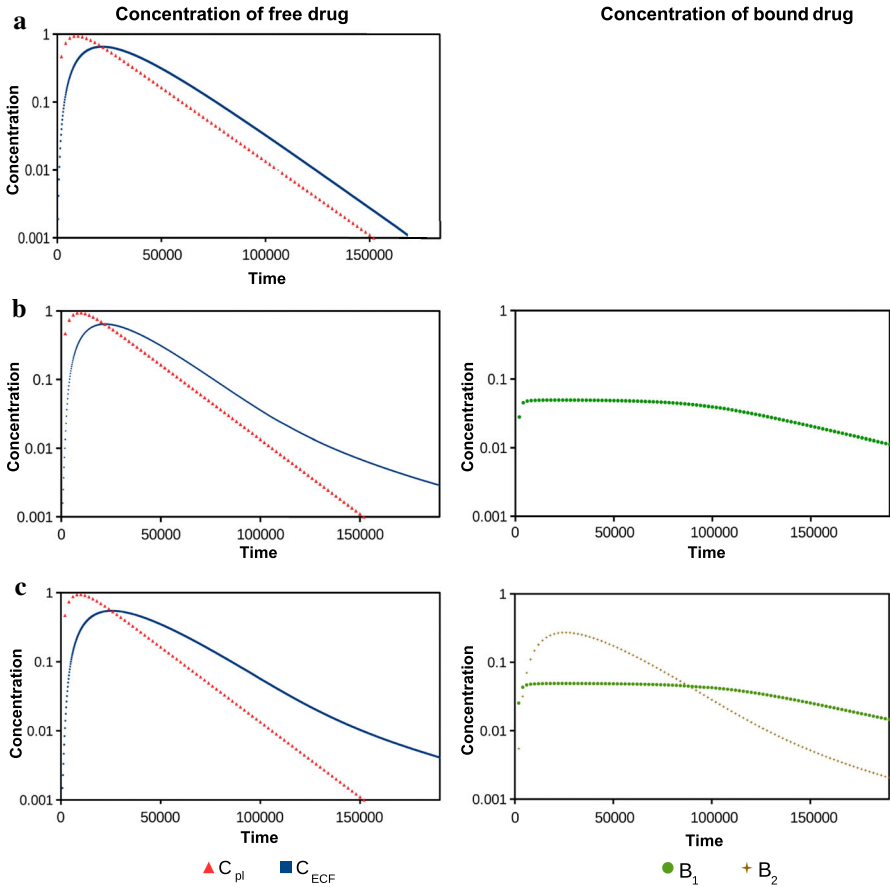 Concentration of free drug
Concentration of bound drug
a
Concentration
1
0.1
0.01
0.001
0
50000
100000
150000
Time
b
Concentration
1
0.1
0.01
0.001
0
50000
100000
150000
Time
Concentration
1
0.1
0.01
0.001
0
50000
100000
150000
Time
c
Concentration
1
0.1
0.01
0.001
0
50000
100000
150000
Time
Concentration
1
0.1
0.01
0.001
0
50000
100000
150000
Time
C pl
C ECF
B1
B2